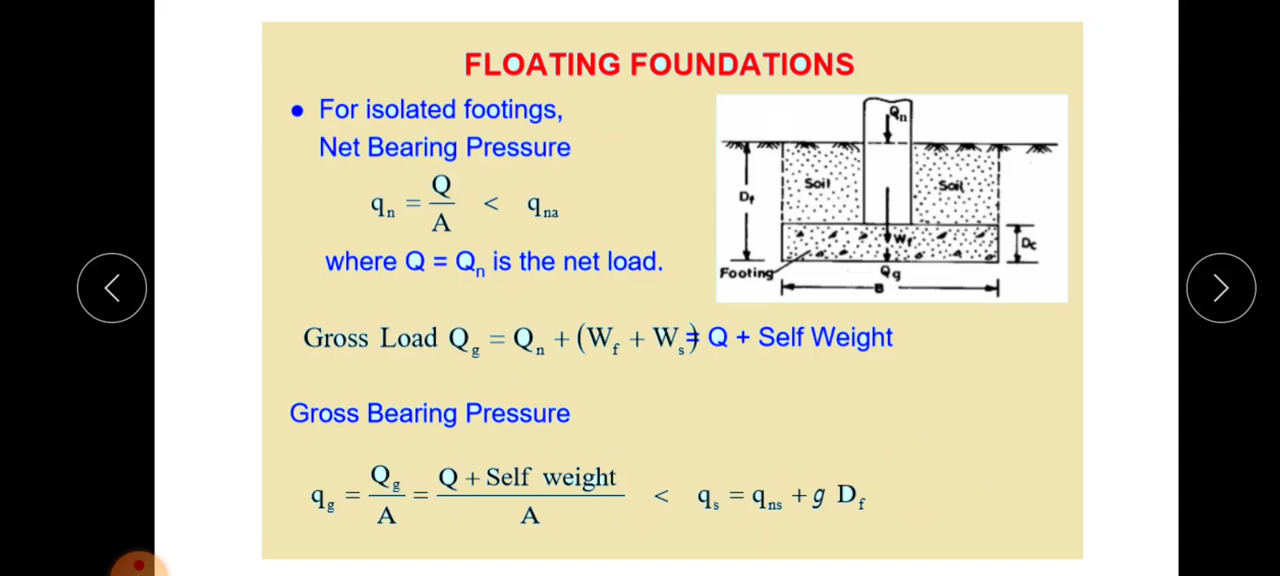 FLOATING FOUNDATIONS
● For isolated footings,
Net Bearing Pressure
qn = Q / A < qna
where Q = Qn is the net load.
Qn
Soil Soil
Df
Wf Dc
Footing Qg
B
Gross Load Qg = Qn + (Wf + Ws) = Q + Self Weight
Gross Bearing Pressure
qg = Qg / A = Q + Self weight / A < qs = qns + g Df